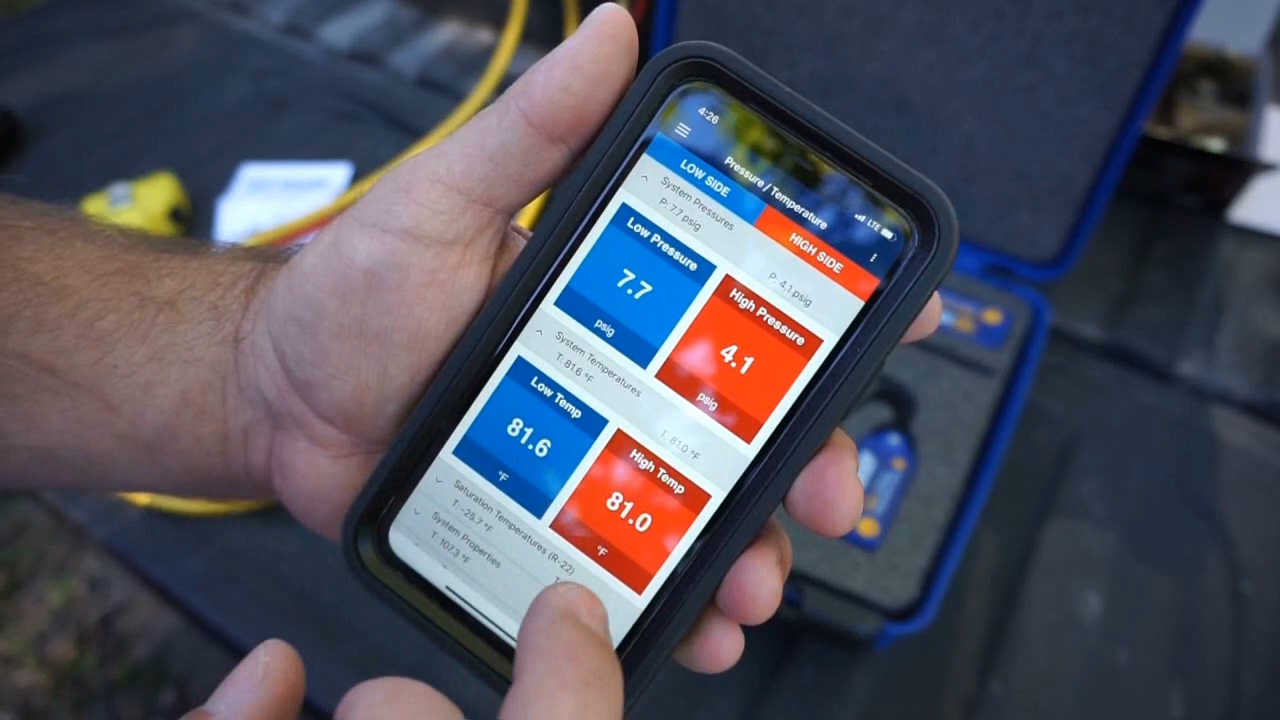 4:26
LTE
Pressure / Temperature
LOW SIDE
HIGH SIDE
System Pressures
P: 7.7 psig
P: 4.1 psig
Low Pressure
7.7
psig
High Pressure
4.1
psig
System Temperatures
T: 81.6 °F
T: 81.0 °F
Low Temp
81.6
°F
High Temp
81.0
°F
Saturation Temperatures (R-22)
T: -25.7 °F
System Properties
T: 107.3 °F